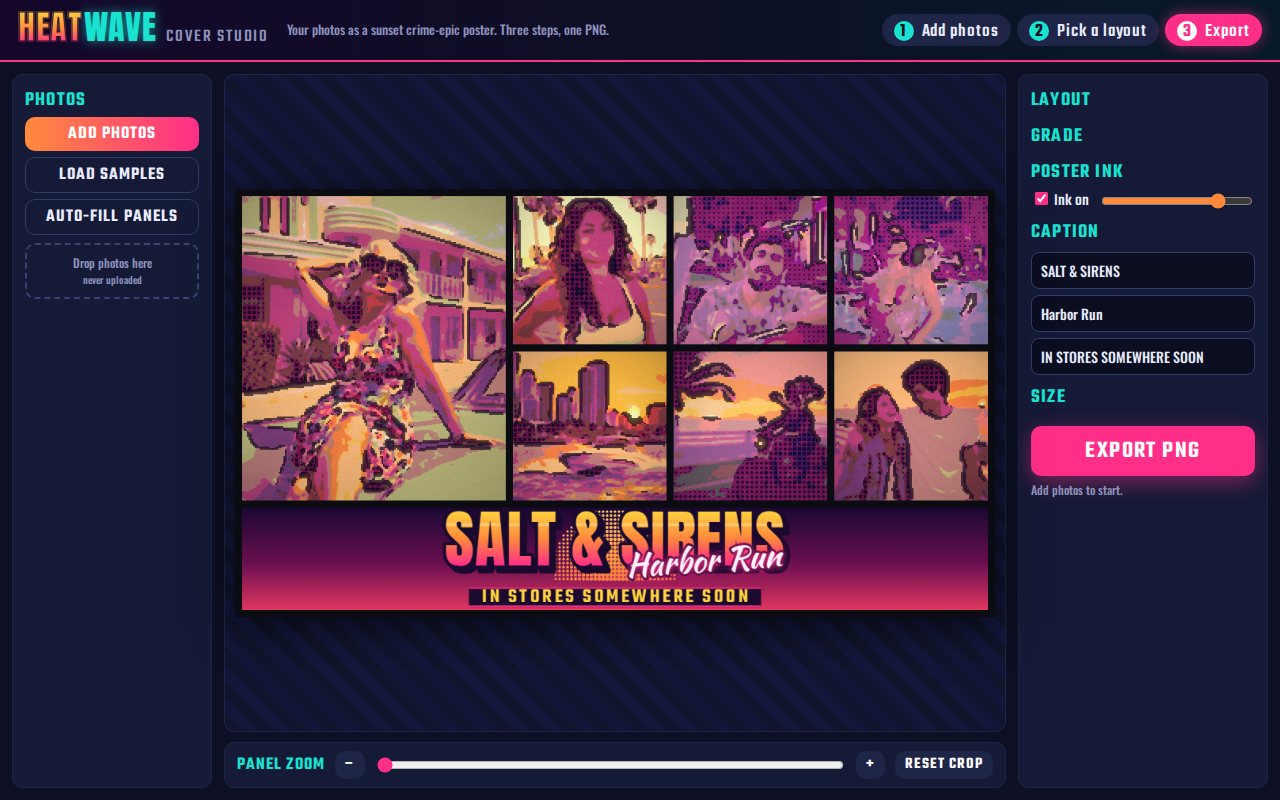 HEATWAVE COVER STUDIO
Your photos as a sunset crime-epic poster. Three steps, one PNG.
1 Add photos
2 Pick a layout
3 Export
PHOTOS
ADD PHOTOS
LOAD SAMPLES
AUTO-FILL PANELS
Drop photos here
never uploaded
SALT & SIRENS
Harbor Run
IN STORES SOMEWHERE SOON
PANEL ZOOM
−
+
RESET CROP
LAYOUT
GRADE
POSTER INK
Ink on
CAPTION
SALT & SIRENS
Harbor Run
IN STORES SOMEWHERE SOON
SIZE
EXPORT PNG
Add photos to start.